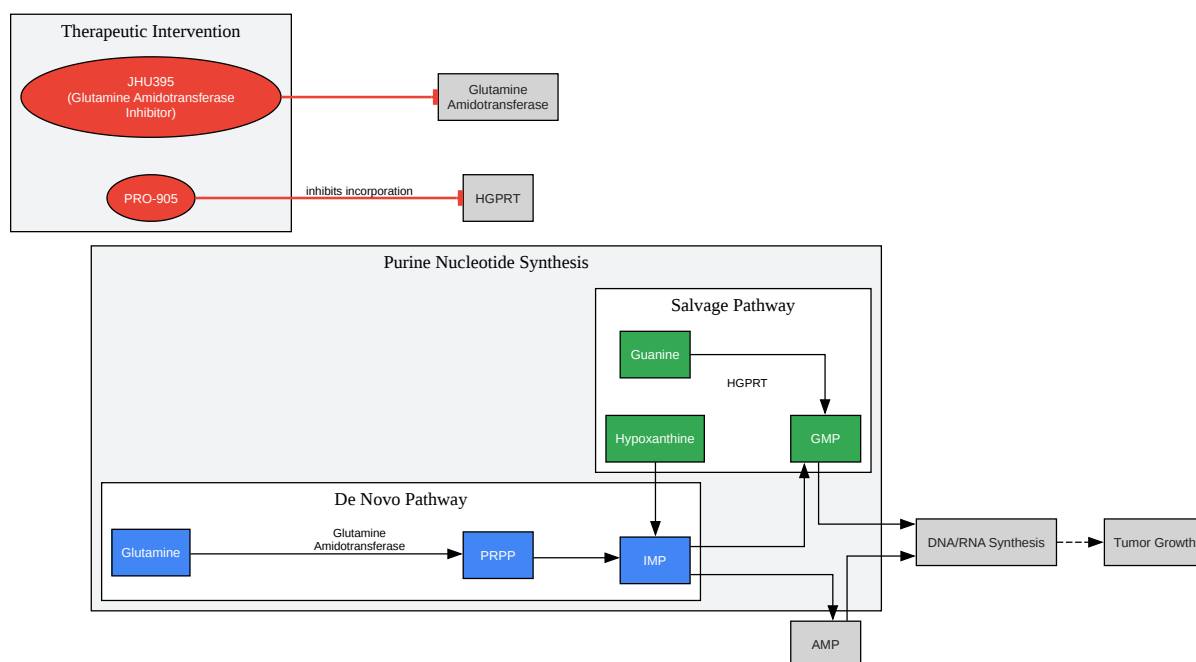 Therapeutic Intervention
JHU395
(Glutamine Amidotransferase
Inhibitor)
Glutamine
Amidotransferase
PRO-905
inhibits incorporation
HGPRT
Purine Nucleotide Synthesis
Salvage Pathway
Guanine
HGPRT
Hypoxanthine
GMP
De Novo Pathway
Glutamine
Glutamine
Amidotransferase
PRPP
IMP
DNA/RNA Synthesis
Tumor Growth
AMP